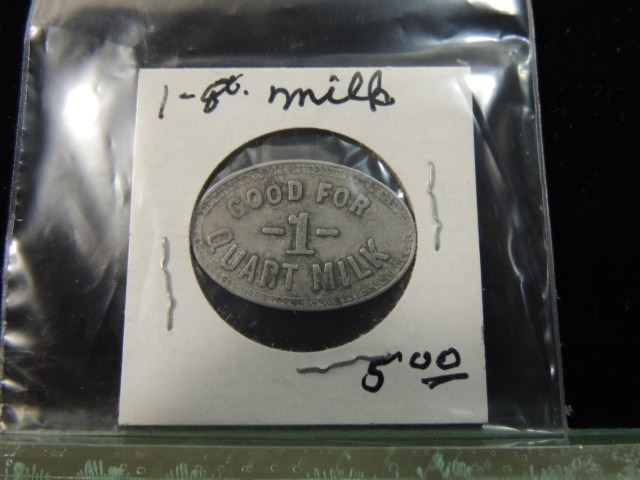 1-qt. milk
GOOD FOR
-1-
QUART MILK
5 00